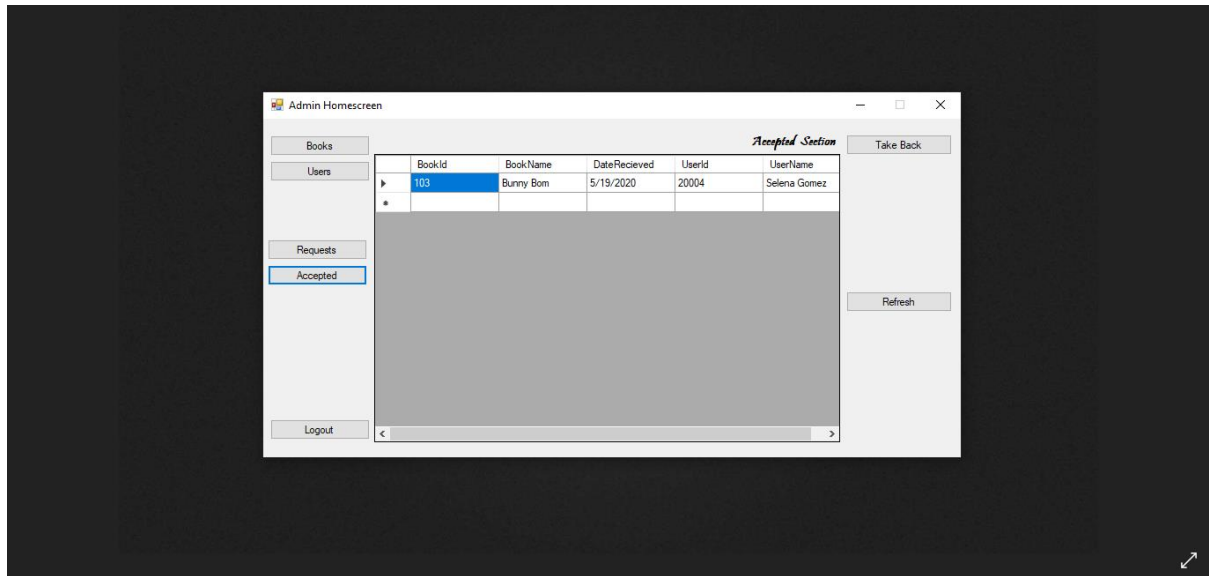 Admin Homescreen
Accepted Section
Books
Take Back
Users
BookId BookName DateRecieved UserId UserName
103 Bunny Bom 5/19/2020 20004 Selena Gomez
Requests
Accepted
Refresh
Logout